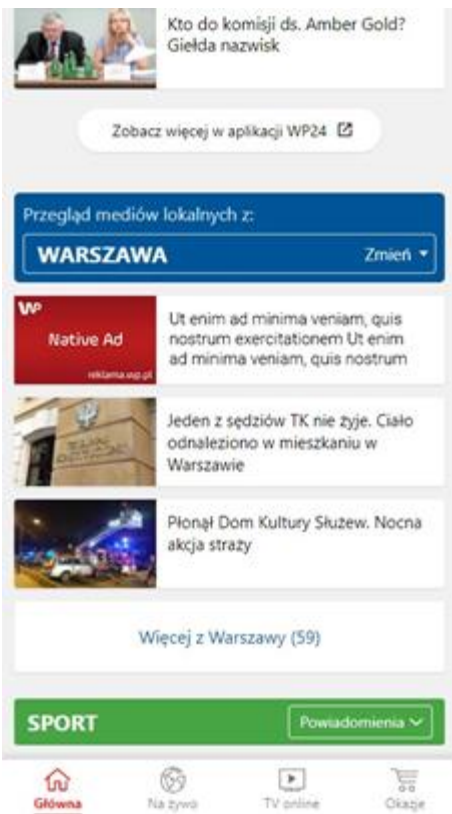 Kto do komisji ds. Amber Gold?
Giełda nazwisk
Zobacz więcej w aplikacji WP24
Przegląd mediów lokalnych z:
WARSZAWA
Zmień
WP
Native Ad
reklama.wp.pl
Ut enim ad minima veniam, quis
nostrum exercitationem Ut enim
ad minima veniam, quis nostrum
Jeden z sędziów TK nie żyje. Ciało
odnaleziono w mieszkaniu w
Warszawie
Płonął Dom Kultury Służew. Nocna
akcja straży
Więcej z Warszawy (59)
SPORT
Powiadomienia
Główna
Na żywo
TV online
Okazje